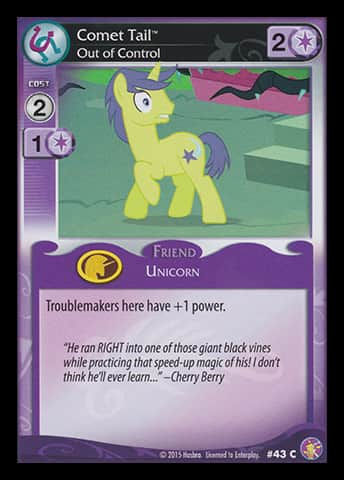 Comet Tail™
Out of Control
2
COST
2
1
FRIEND
UNICORN
Troublemakers here have +1 power.
"He ran RIGHT into one of those giant black vines
while practicing that speed-up magic of his! I don't
think he'll ever learn..." –Cherry Berry
© 2015 Hasbro. Licensed to Enterplay. #43 C